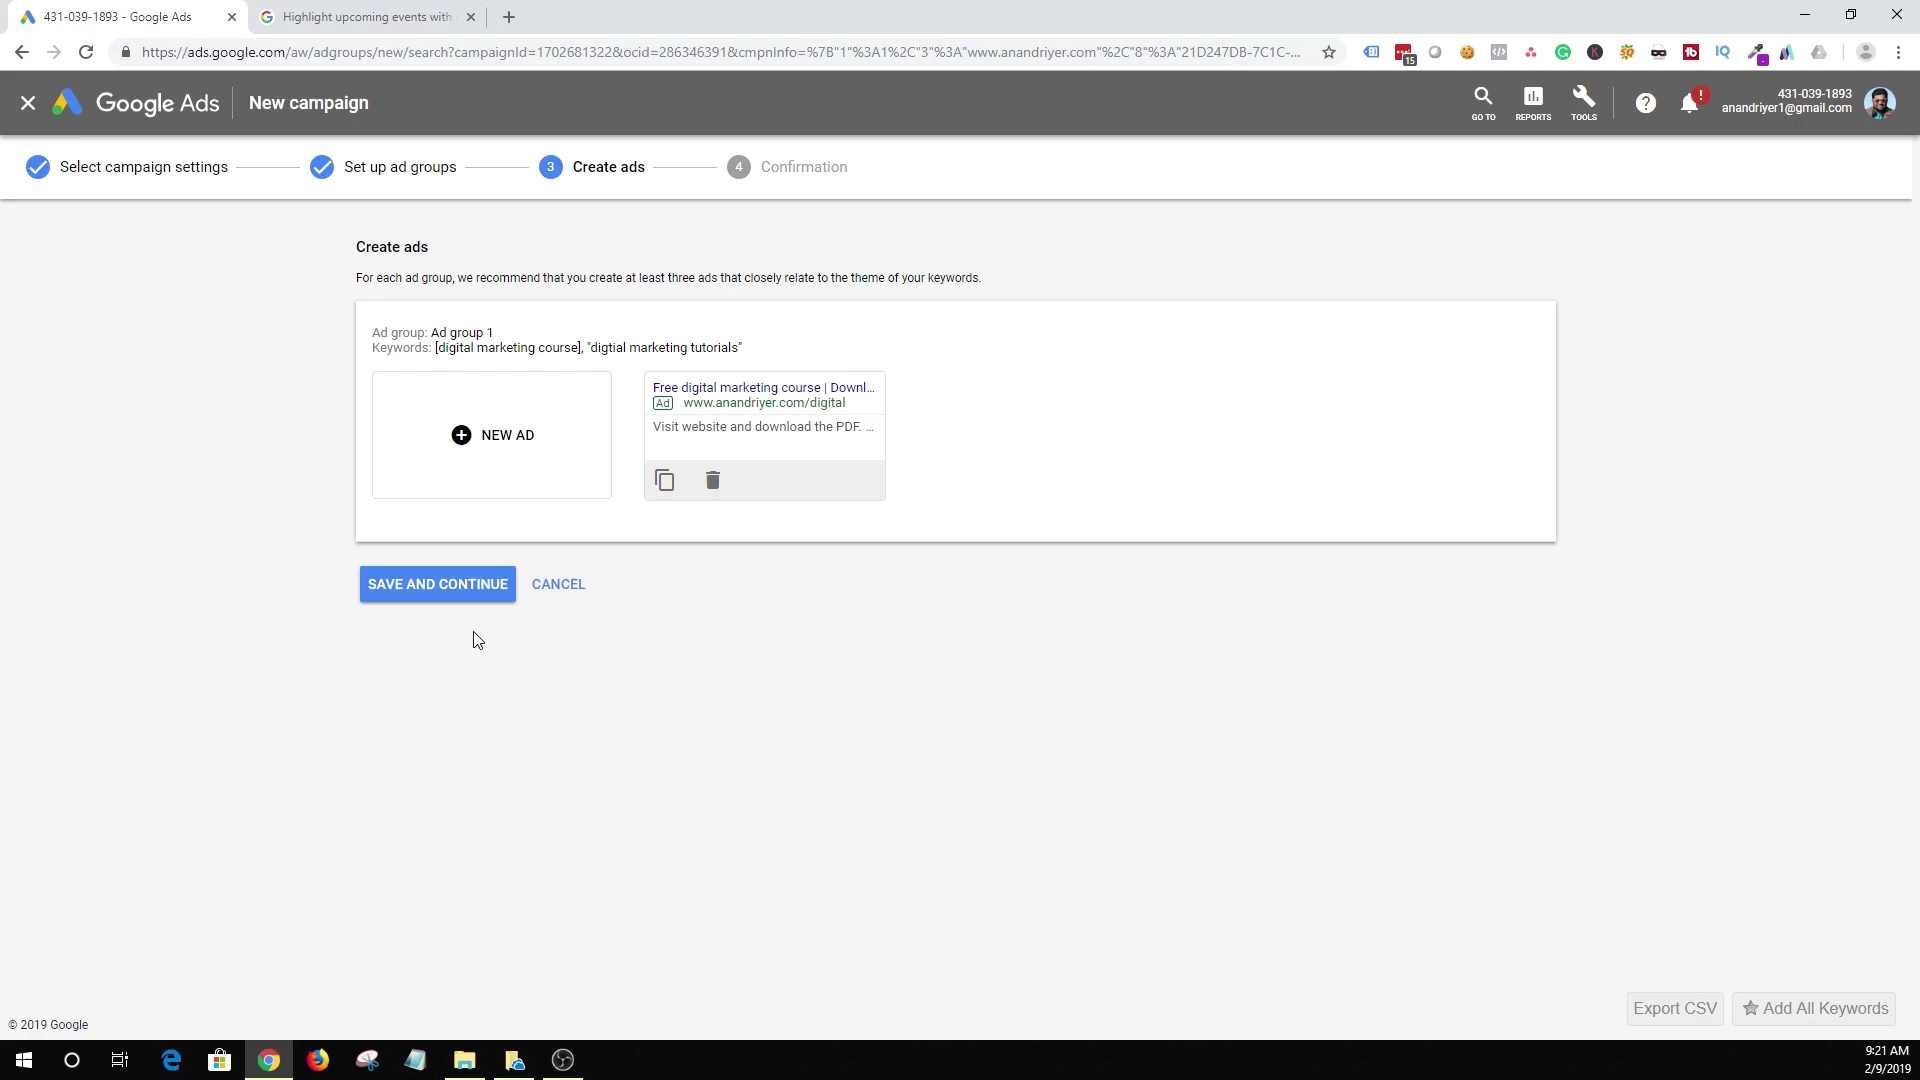 431-039-1893 - Google Ads
Highlight upcoming events with
https://ads.google.com/aw/adgroups/new/search?campaignId=1702681322&ocid=286346391&cmpnInfo=%7B"1"%3A1%2C"3"%3A"www.anandriyer.com"%2C"8"%3A"21D247DB-7C1C-...
15
Google Ads
New campaign
GO TO
REPORTS
TOOLS
431-039-1893
anandriyer1@gmail.com
Select campaign settings
Set up ad groups
3 Create ads
4 Confirmation
Create ads
For each ad group, we recommend that you create at least three ads that closely relate to the theme of your keywords.
Ad group: Ad group 1
Keywords: [digital marketing course], "digtial marketing tutorials"
NEW AD
Free digital marketing course | Downl...
Ad www.anandriyer.com/digital
Visit website and download the PDF. ...
SAVE AND CONTINUE
CANCEL
Export CSV
Add All Keywords
© 2019 Google
9:21 AM
2/9/2019